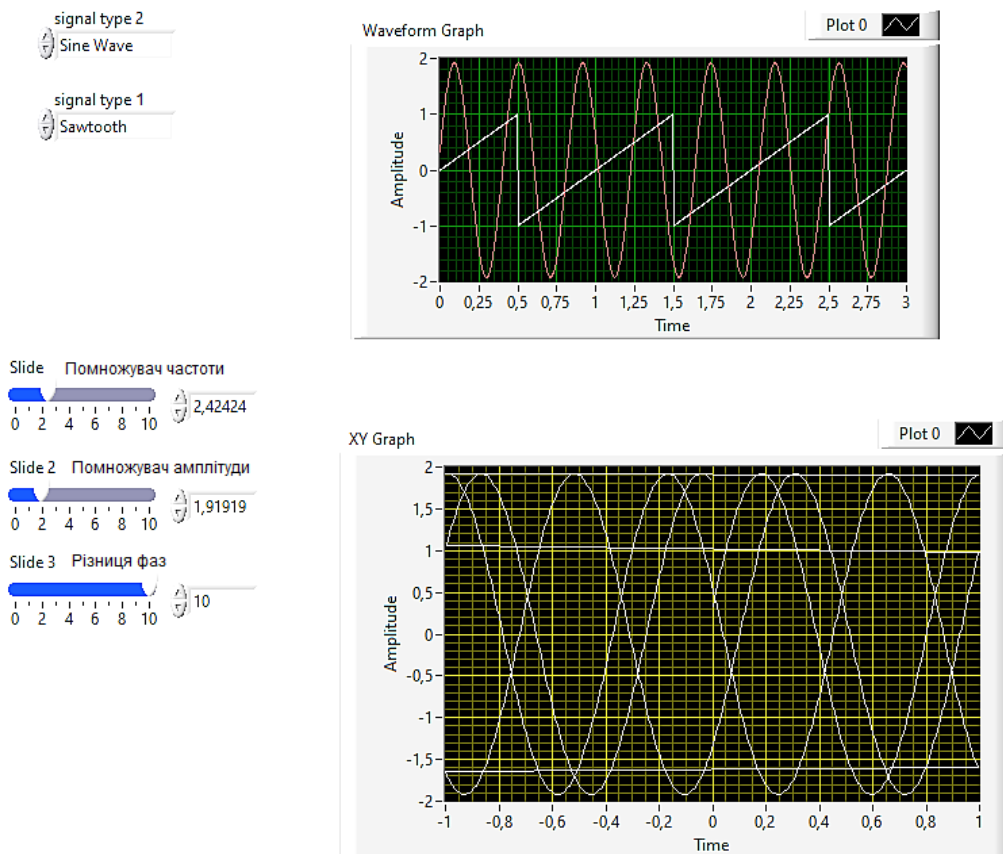 signal type 2
Sine Wave
signal type 1
Sawtooth
Waveform Graph
Plot 0
Amplitude
2
1
0
-1
-2
0 0,25 0,5 0,75 1 1,25 1,5 1,75 2 2,25 2,5 2,75 3
Time
Slide Помножувач частоти
0 2 4 6 8 10
2,42424
Slide 2 Помножувач амплітуди
0 2 4 6 8 10
1,91919
Slide 3 Різниця фаз
0 2 4 6 8 10
10
XY Graph
Plot 0
Amplitude
2
1,5
1
0,5
0
-0,5
-1
-1,5
-2
-1 -0,8 -0,6 -0,4 -0,2 0 0,2 0,4 0,6 0,8 1
Time